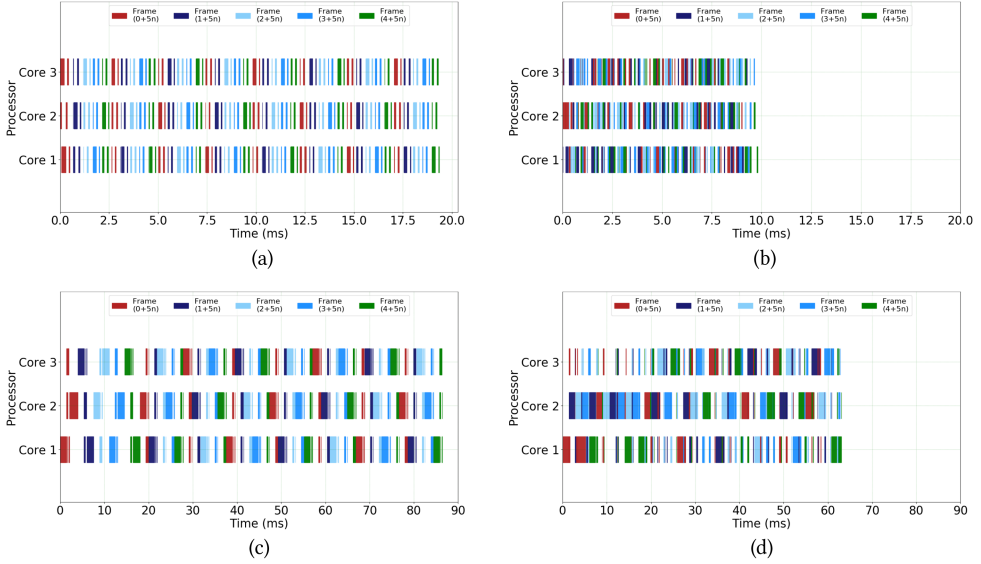 Frame
(0+5n)
Frame
(1+5n)
Frame
(2+5n)
Frame
(3+5n)
Frame
(4+5n)
Processor
Core 3
Core 2
Core 1
0.0 2.5 5.0 7.5 10.0 12.5 15.0 17.5 20.0
Time (ms)
(a)
Frame
(0+5n)
Frame
(1+5n)
Frame
(2+5n)
Frame
(3+5n)
Frame
(4+5n)
Processor
Core 3
Core 2
Core 1
0.0 2.5 5.0 7.5 10.0 12.5 15.0 17.5 20.0
Time (ms)
(b)
Frame
(0+5n)
Frame
(1+5n)
Frame
(2+5n)
Frame
(3+5n)
Frame
(4+5n)
Processor
Core 3
Core 2
Core 1
0 10 20 30 40 50 60 70 80 90
Time (ms)
(c)
Frame
(0+5n)
Frame
(1+5n)
Frame
(2+5n)
Frame
(3+5n)
Frame
(4+5n)
Processor
Core 3
Core 2
Core 1
0 10 20 30 40 50 60 70 80 90
Time (ms)
(d)